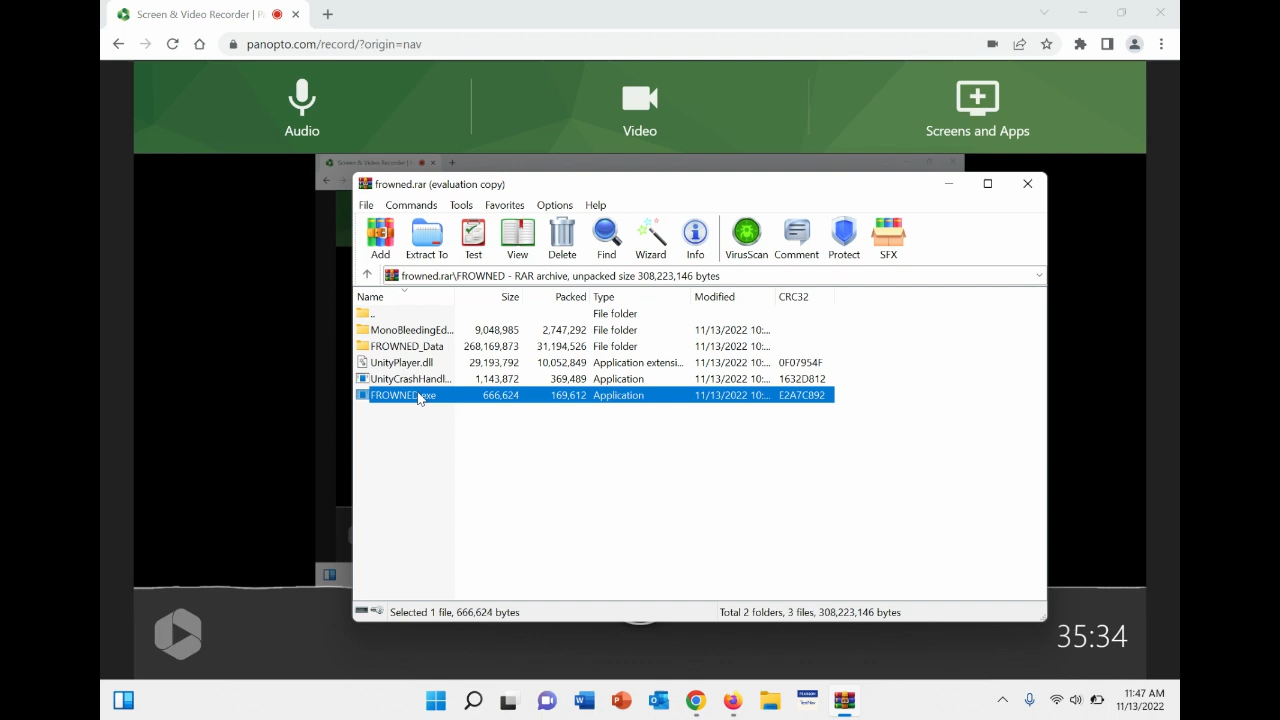 Screen & Video Recorder | P
panopto.com/record/?origin=nav
Audio
Video
Screens and Apps
Screen & Video Recorder |
frowned.rar (evaluation copy)
File Commands Tools Favorites Options Help
Add Extract To Test View Delete Find Wizard Info VirusScan Comment Protect SFX
frowned.rar\FROWNED - RAR archive, unpacked size 308,223,146 bytes
Name Size Packed Type Modified CRC32
.. File folder
MonoBleedingEd... 9,048,985 2,747,292 File folder 11/13/2022 10:...
FROWNED_Data 268,169,873 31,194,526 File folder 11/13/2022 10:...
UnityPlayer.dll 29,193,792 10,052,849 Application extensi... 11/13/2022 10:... 0F07954F
UnityCrashHandl... 1,143,872 369,489 Application 11/13/2022 10:... 1632D812
FROWNED.exe 666,624 169,612 Application 11/13/2022 10:... E2A7C892
Selected 1 file, 666,624 bytes
Total 2 folders, 3 files, 308,223,146 bytes
35:34
11:47 AM
11/13/2022